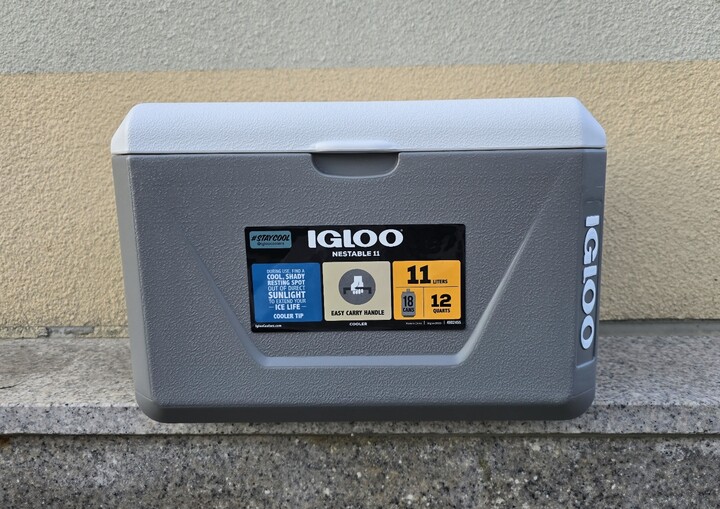 #STAYCOOL
IGLOO
NESTABLE 11
DURING USE, FIND A
COOL, SHADY
RESTING SPOT
OUT OF DIRECT
SUNLIGHT
TO EXTEND YOUR
ICE LIFE
COOLER TIP
EASY CARRY HANDLE
11 LITERS
18
CANS
12
QUARTS
IglooCoolers.com
COOLER
IGLOO